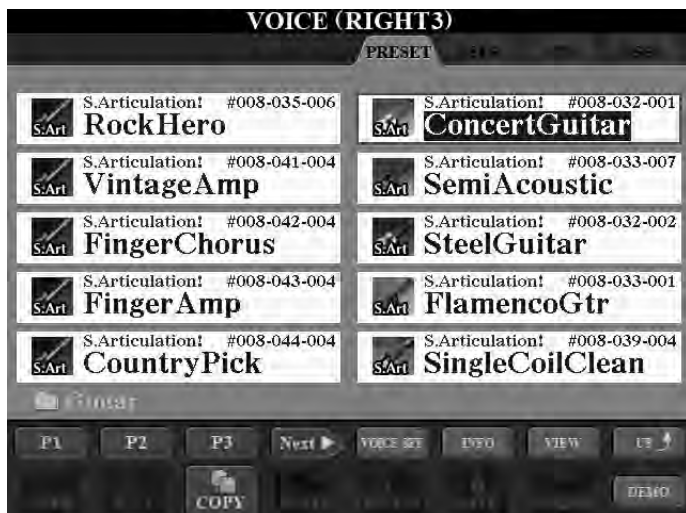 VOICE (RIGHT3)
PRESET
S.Articulation! #008-035-006
S.Art RockHero
S.Articulation! #008-032-001
S.Art ConcertGuitar
S.Articulation! #008-041-004
S.Art VintageAmp
S.Articulation! #008-033-007
S.Art SemiAcoustic
S.Articulation! #008-042-004
S.Art FingerChorus
S.Articulation! #008-032-002
S.Art SteelGuitar
S.Articulation! #008-043-004
S.Art FingerAmp
S.Articulation! #008-033-001
S.Art FlamencoGtr
S.Articulation! #008-044-004
S.Art CountryPick
S.Articulation! #008-039-004
S.Art SingleCoilClean
Guitar
P1 P2 P3 Next VOICE SET INFO VIEW UP
COPY DEMO